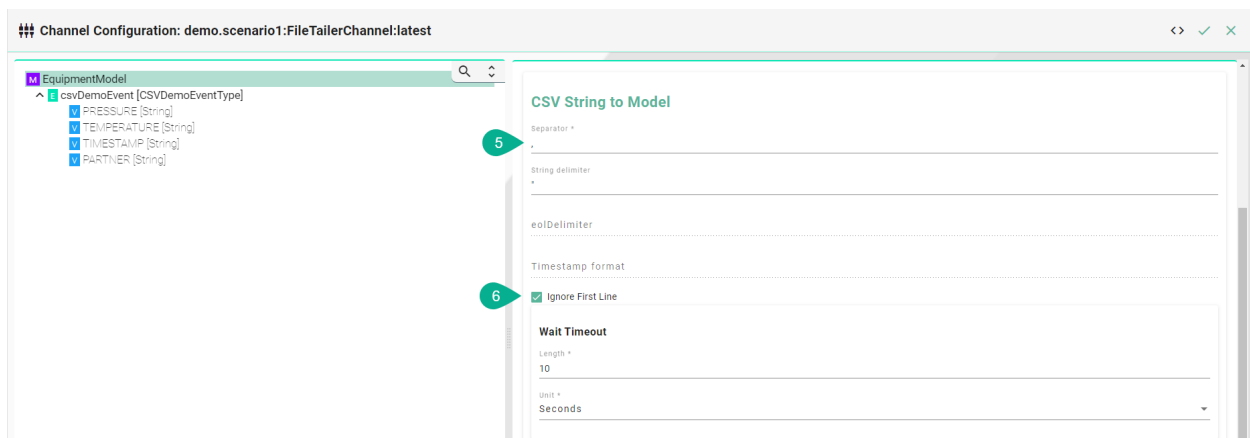 Channel Configuration: demo.scenario1:FileTailerChannel:latest
M EquipmentModel
E csvDemoEvent [CSVDemoEventType]
V PRESSURE [String]
V TEMPERATURE [String]
V TIMESTAMP [String]
V PARTNER [String]
CSV String to Model
Separator *
5
,
String delimiter
"
eolDelimiter
Timestamp format
6 Ignore First Line
Wait Timeout
Length *
10
Unit *
Seconds